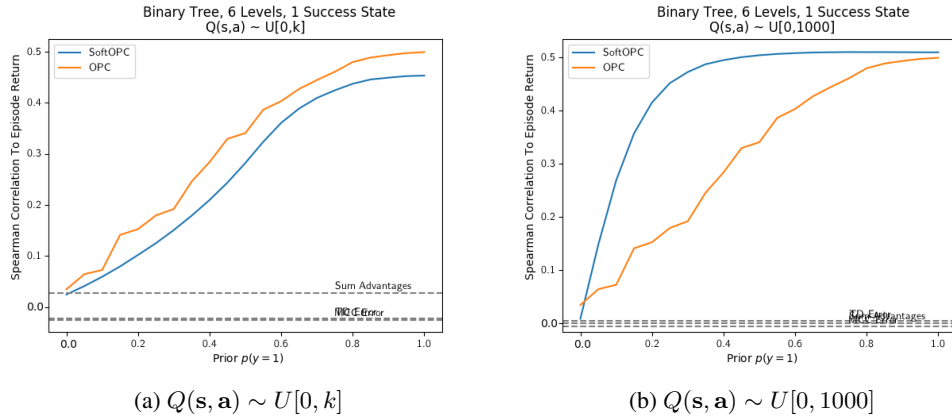 Binary Tree, 6 Levels, 1 Success State
Q(s,a) ~ U[0,k]
SoftOPC
OPC
Spearman Correlation To Episode Return
0.5
0.4
0.3
0.2
0.1
0.0
Sum Advantages
0.0 0.2 0.4 0.6 0.8 1.0
Prior p(y = 1)
(a) Q(s, a) ∼ U[0, k]
Binary Tree, 6 Levels, 1 Success State
Q(s,a) ~ U[0,1000]
SoftOPC
OPC
Spearman Correlation To Episode Return
0.5
0.4
0.3
0.2
0.1
0.0
0.0 0.2 0.4 0.6 0.8 1.0
Prior p(y = 1)
(b) Q(s, a) ∼ U[0, 1000]